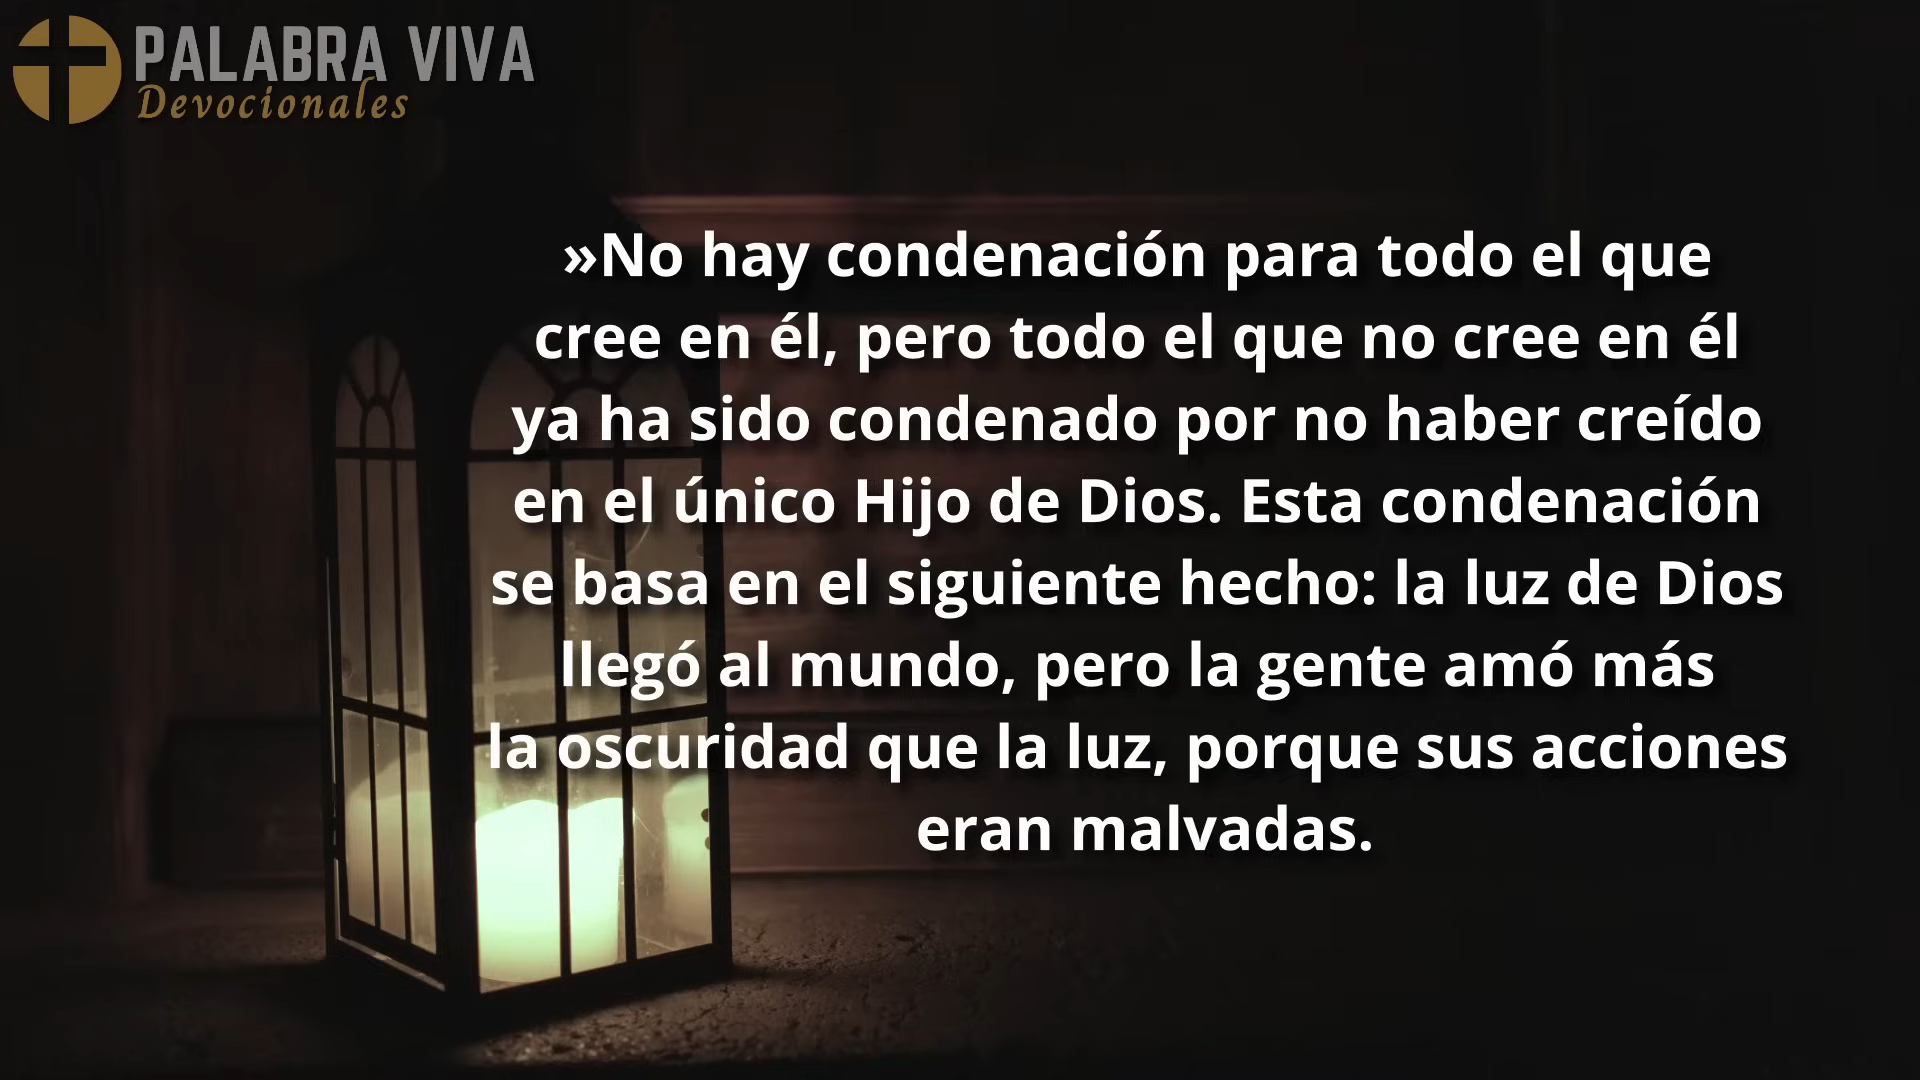 PALABRA VIVA
Devocionales
»No hay condenación para todo el que
cree en él, pero todo el que no cree en él
ya ha sido condenado por no haber creído
en el único Hijo de Dios. Esta condenación
se basa en el siguiente hecho: la luz de Dios
llegó al mundo, pero la gente amó más
la oscuridad que la luz, porque sus acciones
eran malvadas.